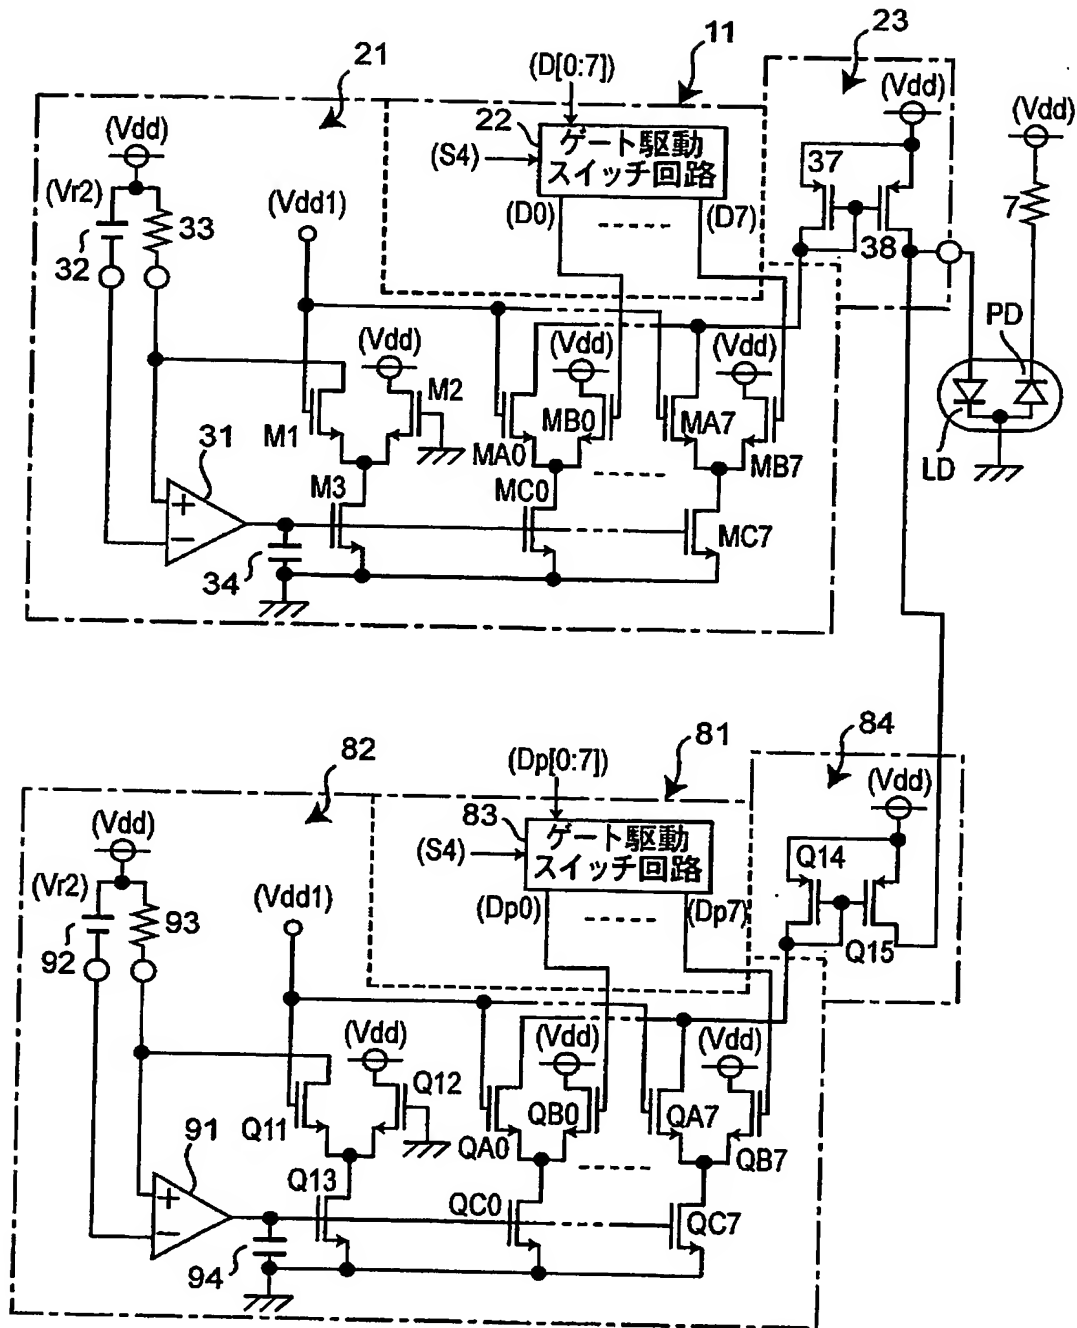 21
11
23
(D[0:7])
(Vdd)
(Vdd)
(Vdd)
22
ゲート駆動
スイッチ回路
(S4)
(Vr2)
33
32
(Vdd1)
(D0)
(D7)
37
38
7
PD
LD
(Vdd)
(Vdd)
(Vdd)
M1
M2
MA0
MB0
MA7
MB7
31
+
−
M3
MC0
MC7
34
82
81
84
(Dp[0:7])
(Vdd)
(Vdd)
83
ゲート駆動
スイッチ回路
(S4)
(Vr2)
93
92
(Vdd1)
(Dp0)
(Dp7)
Q14
Q15
(Vdd)
(Vdd)
(Vdd)
Q11
Q12
QA0
QB0
QA7
QB7
91
+
−
Q13
QC0
QC7
94